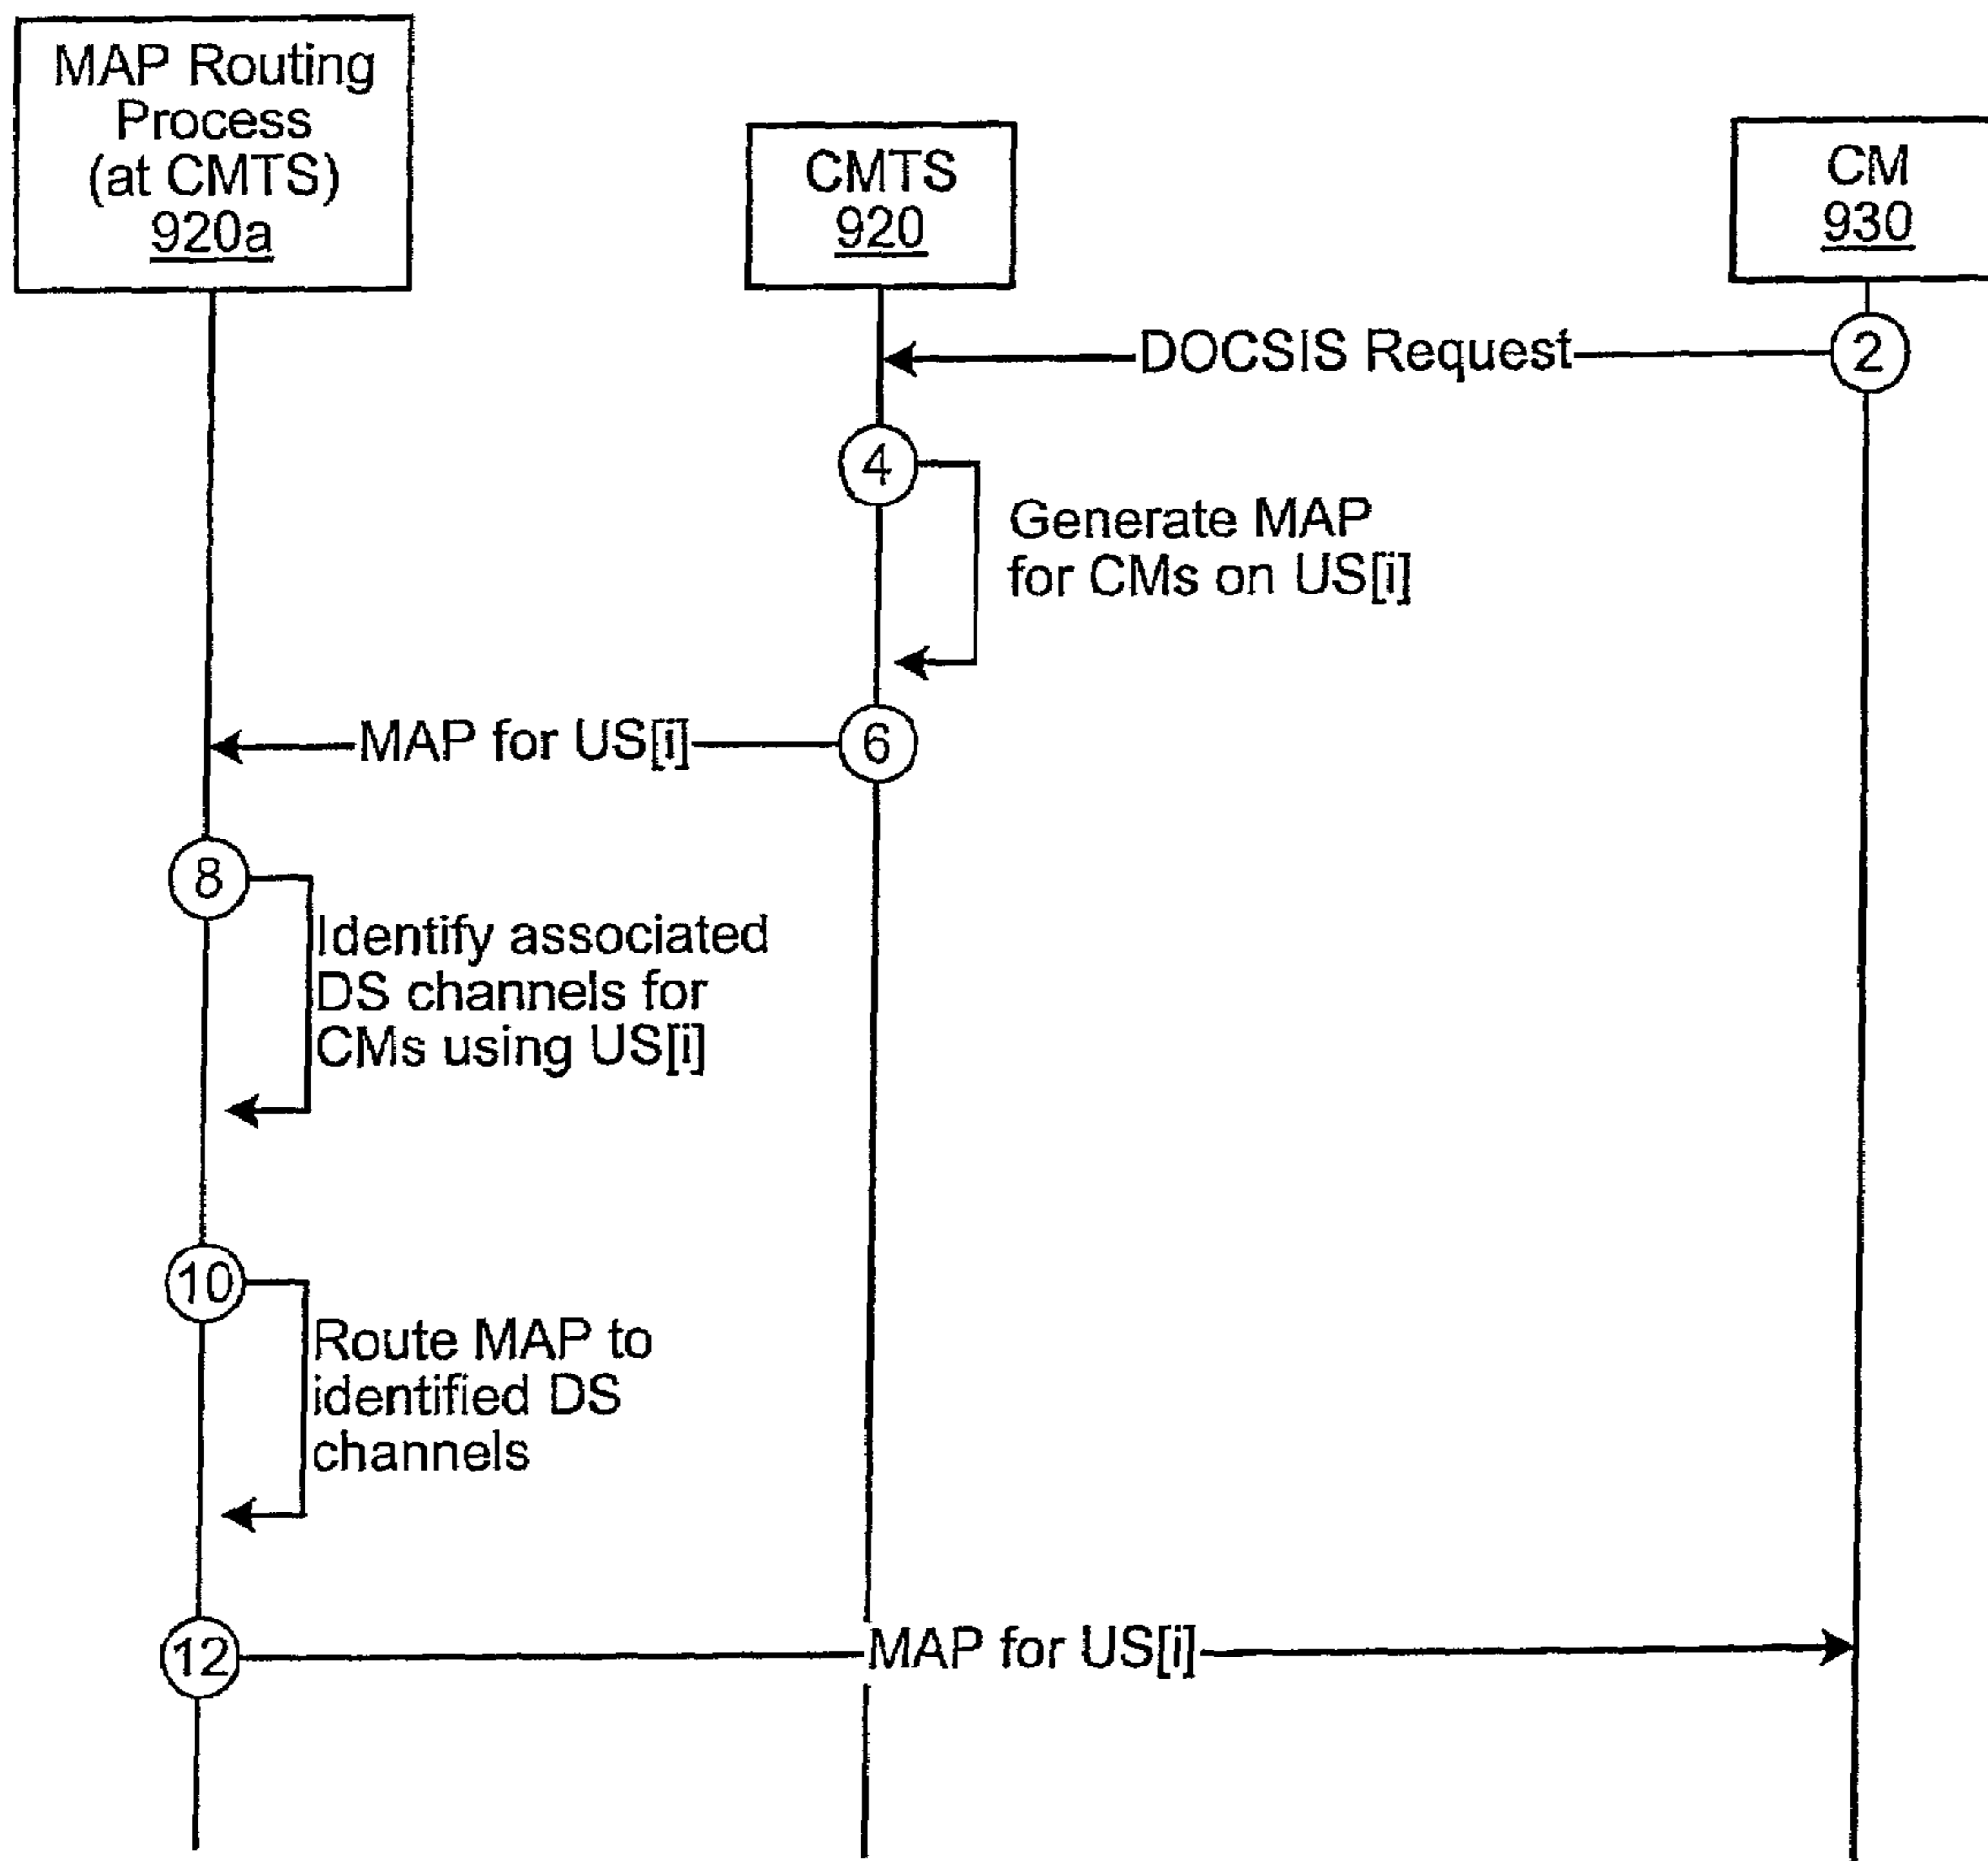 MAP Routing
Process
(at CMTS)
920a
CMTS
920
CM
930
DOCSIS Request
2
4
Generate MAP
for CMs on US[i]
MAP for US[i]
6
8
Identify associated
DS channels for
CMs using US[i]
10
Route MAP to
identified DS
channels
12
MAP for US[i]